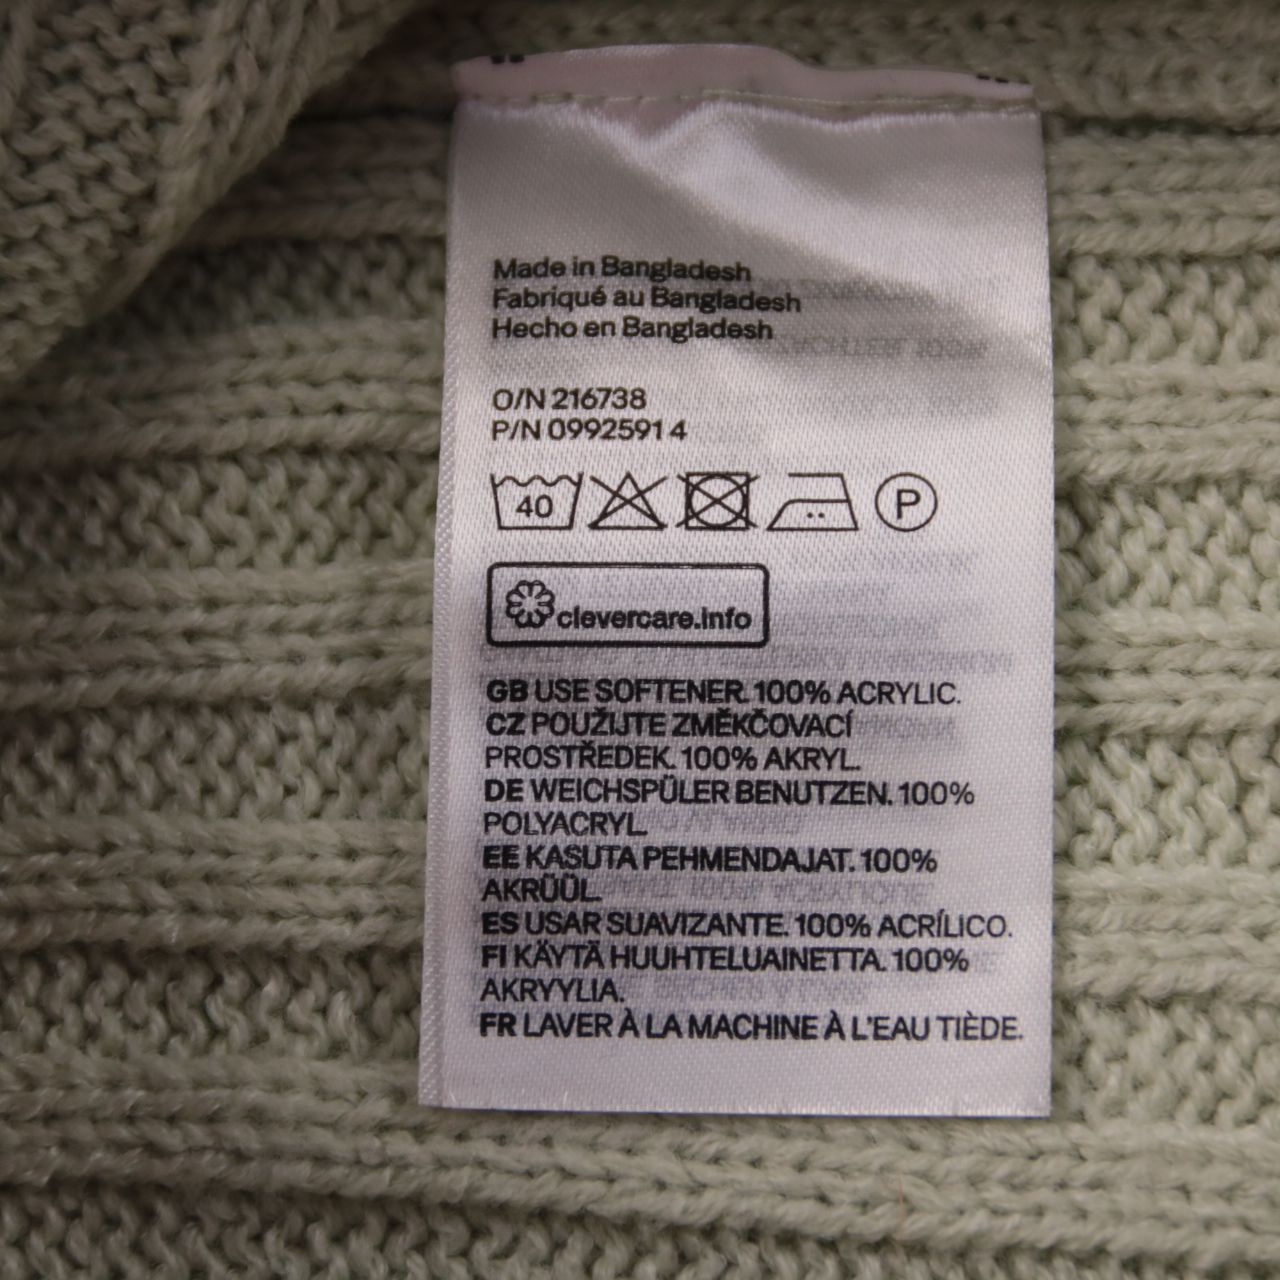 Made in Bangladesh
Fabriqué au Bangladesh
Hecho en Bangladesh
O/N 216738
P/N 09925914
40
P
clevercare.info
GB USE SOFTENER. 100% ACRYLIC.
CZ POUŽIJTE ZMĚKČOVACÍ
PROSTŘEDEK. 100% AKRYL.
DE WEICHSPÜLER BENUTZEN. 100%
POLYACRYL
EE KASUTA PEHMENDAJAT. 100%
AKRÜÜL
ES USAR SUAVIZANTE. 100% ACRÍLICO.
FI KÄYTÄ HUUHTELUAINETTA. 100%
AKRYYLIA.
FR LAVER À LA MACHINE À L'EAU TIÈDE.